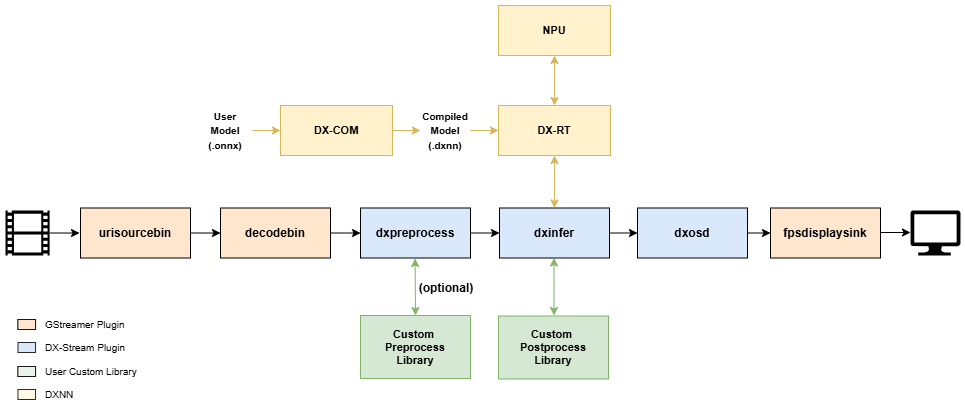 NPU
User
Model
(.onnx)
DX-COM
Compiled
Model
(.dxnn)
DX-RT
urisourcebin
decodebin
dxpreprocess
dxinfer
dxosd
fpsdisplaysink
(optional)
Custom
Preprocess
Library
Custom
Postprocess
Library
GStreamer Plugin
DX-Stream Plugin
User Custom Library
DXNN